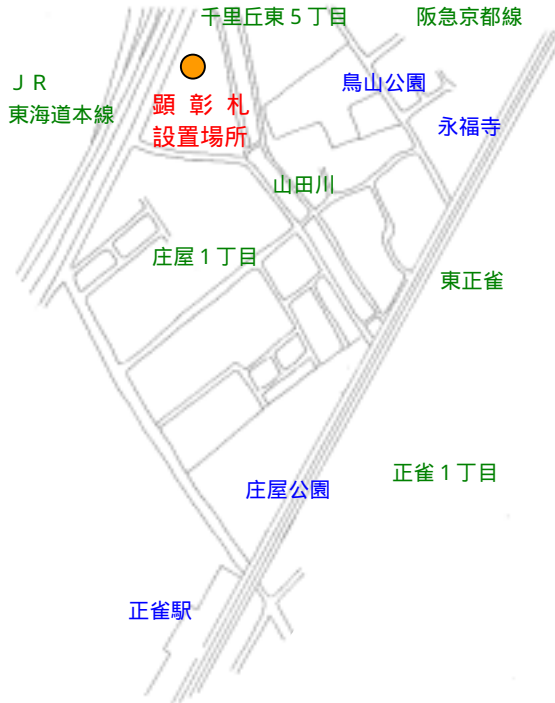 千里丘東5丁目
阪急京都線
ＪＲ
東海道本線
顕彰札
設置場所
鳥山公園
永福寺
山田川
庄屋1丁目
東正雀
庄屋公園
正雀1丁目
正雀駅